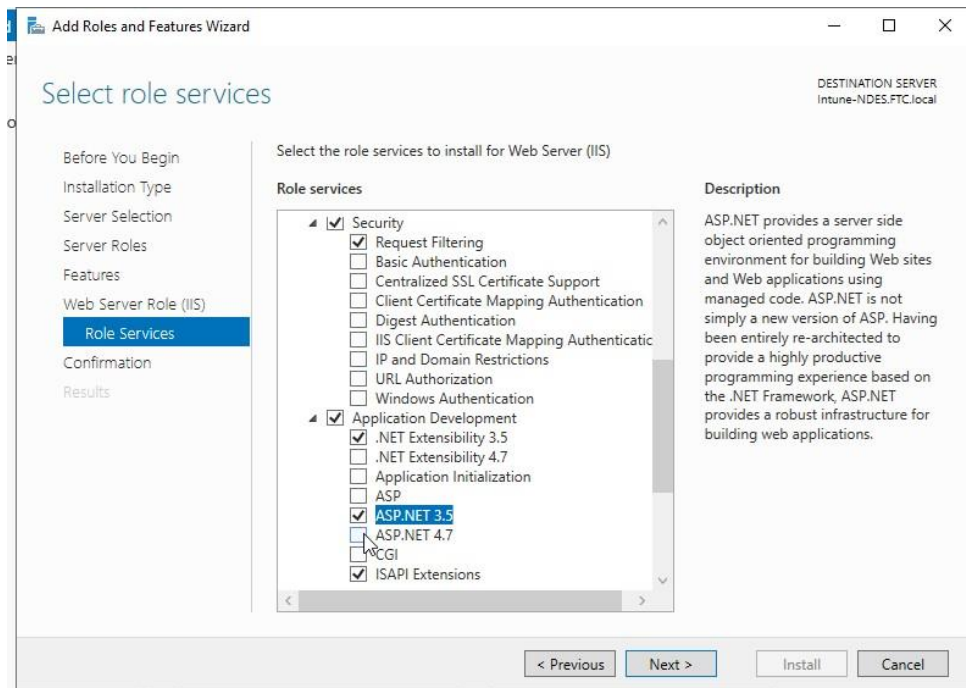 Add Roles and Features Wizard
Select role services
DESTINATION SERVER
Intune-NDES.FTC.local
Before You Begin
Installation Type
Server Selection
Server Roles
Features
Web Server Role (IIS)
Role Services
Confirmation
Results
Select the role services to install for Web Server (IIS)
Role services
Security
Request Filtering
Basic Authentication
Centralized SSL Certificate Support
Client Certificate Mapping Authentication
Digest Authentication
IIS Client Certificate Mapping Authenticatic
IP and Domain Restrictions
URL Authorization
Windows Authentication
Application Development
.NET Extensibility 3.5
.NET Extensibility 4.7
Application Initialization
ASP
ASP.NET 3.5
ASP.NET 4.7
CGI
ISAPI Extensions
Description
ASP.NET provides a server side
object oriented programming
environment for building Web sites
and Web applications using
managed code. ASP.NET is not
simply a new version of ASP. Having
been entirely re-architected to
provide a highly productive
programming experience based on
the .NET Framework, ASP.NET
provides a robust infrastructure for
building web applications.
< Previous
Next >
Install
Cancel